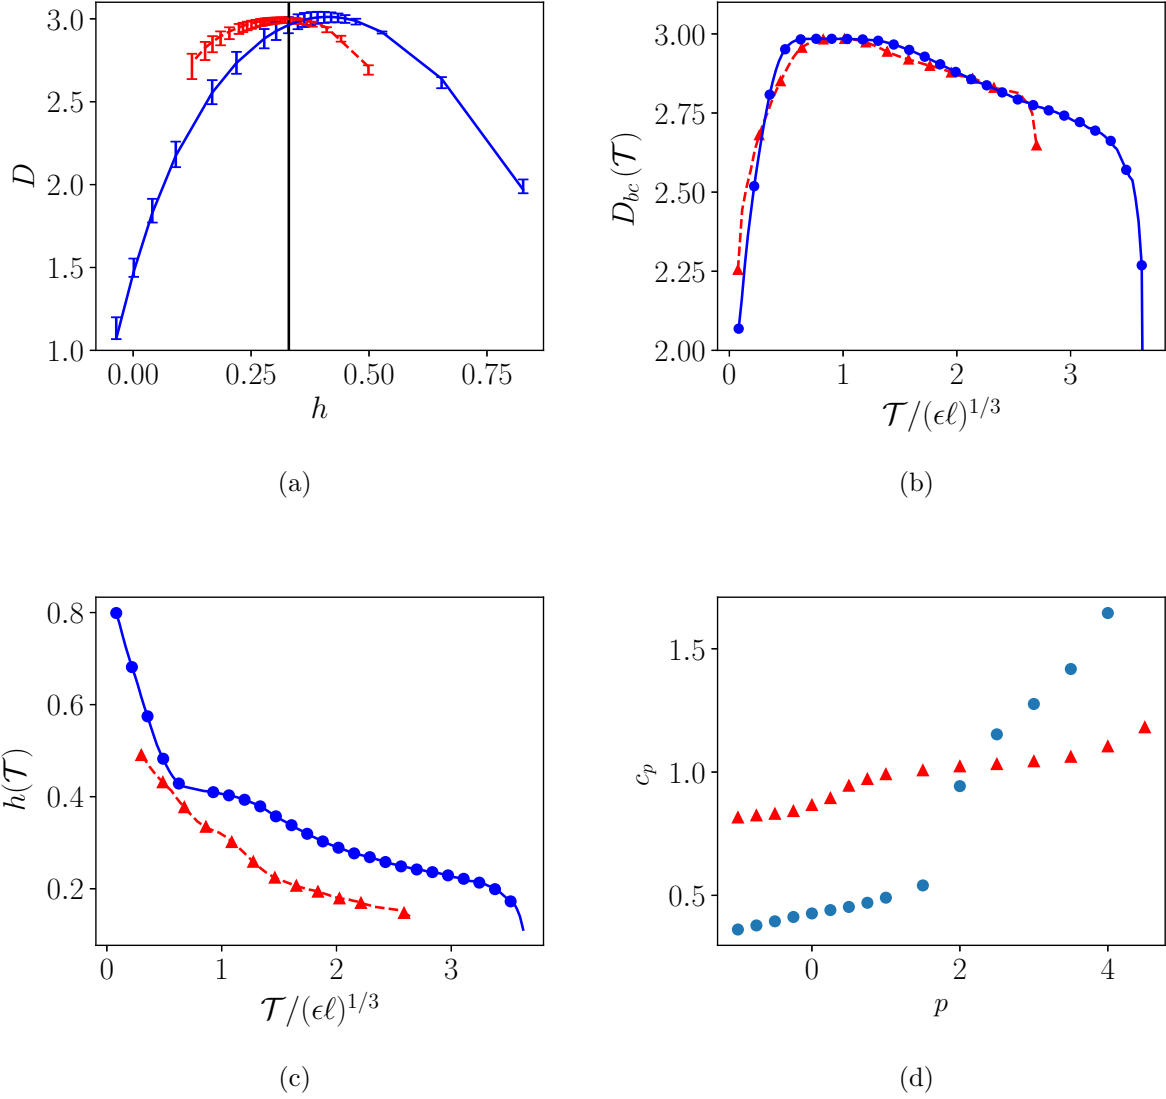 3.0
2.5
2.0
1.5
1.0
D
0.00 0.25 0.50 0.75
h
(a)
3.00
2.75
2.50
2.25
2.00
D_{bc}(𝒯)
0 1 2 3
𝒯/(ϵℓ)^{1/3}
(b)
0.8
0.6
0.4
0.2
h(𝒯)
0 1 2 3
𝒯/(ϵℓ)^{1/3}
(c)
1.5
1.0
0.5
c_p
0 2 4
p
(d)